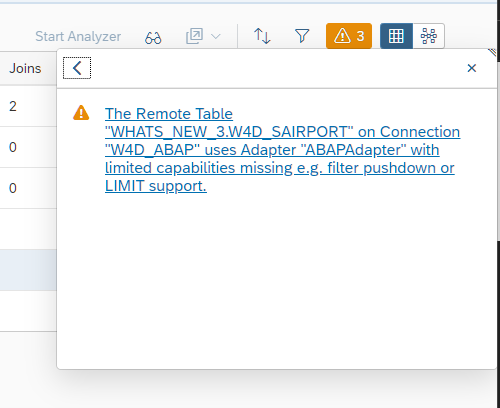 Start Analyzer
3
Joins
2
0
0
The Remote Table
"WHATS_NEW_3.W4D_SAIRPORT" on Connection
"W4D_ABAP" uses Adapter "ABAPAdapter" with
limited capabilities missing e.g. filter pushdown or
LIMIT support.